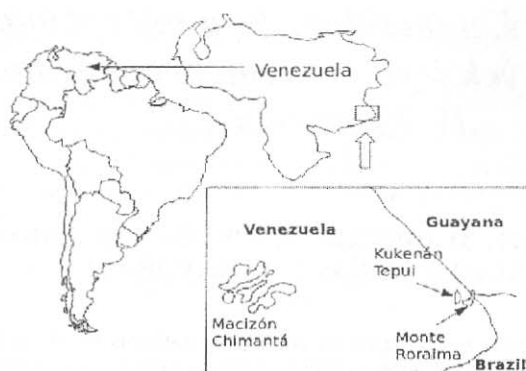 Venezuela
Venezuela
Guayana
Kukenán
Tepui
Macizón
Chimantá
Monte
Roraima
Brazil